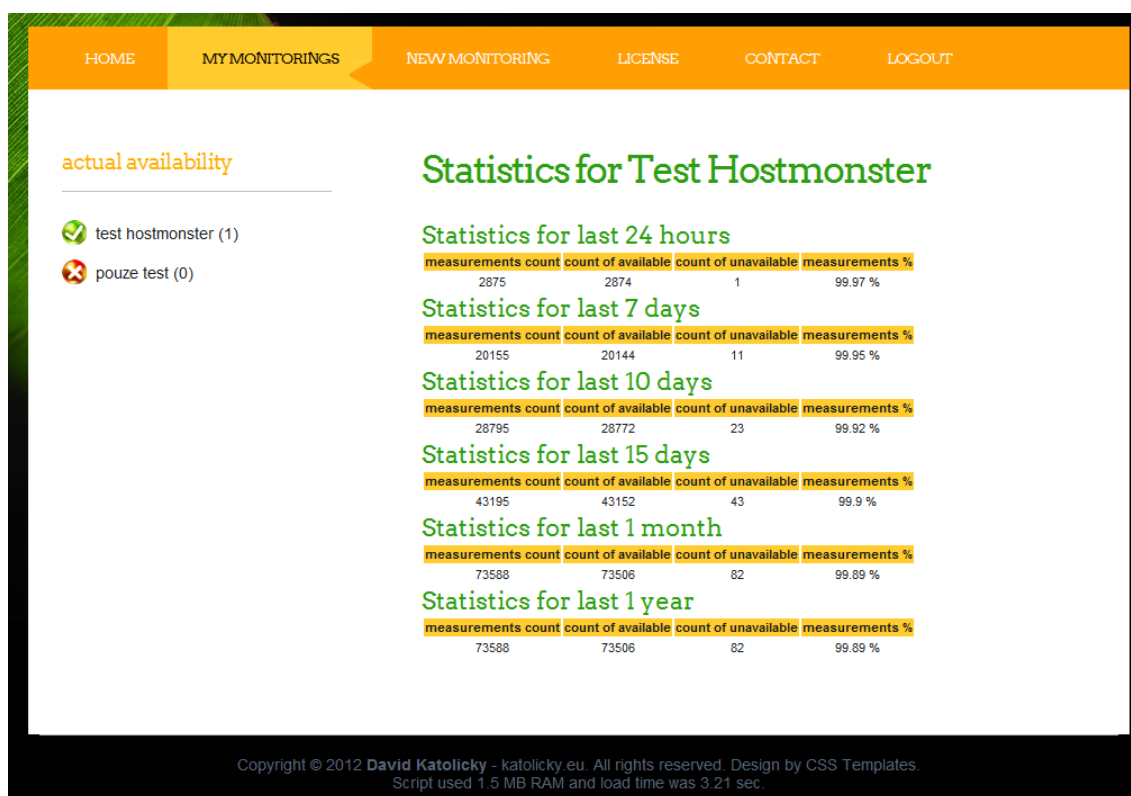 HOME MY MONITORINGS NEW MONITORING LICENSE CONTACT LOGOUT
actual availability
test hostmonster (1)
pouze test (0)
Statistics for Test Hostmonster
Statistics for last 24 hours
measurements count count of available count of unavailable measurements %
2875 2874 1 99.97 %
Statistics for last 7 days
measurements count count of available count of unavailable measurements %
20155 20144 11 99.95 %
Statistics for last 10 days
measurements count count of available count of unavailable measurements %
28795 28772 23 99.92 %
Statistics for last 15 days
measurements count count of available count of unavailable measurements %
43195 43152 43 99.9 %
Statistics for last 1 month
measurements count count of available count of unavailable measurements %
73588 73506 82 99.89 %
Statistics for last 1 year
measurements count count of available count of unavailable measurements %
73588 73506 82 99.89 %
Copyright © 2012 David Katolicky - katolicky.eu. All rights reserved. Design by CSS Templates.
Script used 1.5 MB RAM and load time was 3.21 sec.